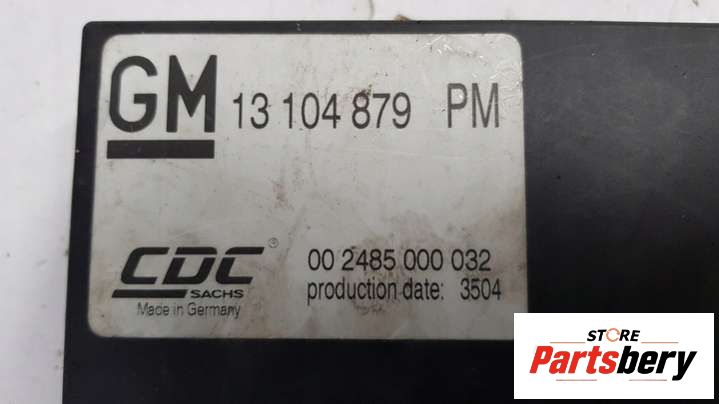 GM 13 104 879 PM
CDC®
SACHS
Made in Germany
00 2485 000 032
production date: 3504
STORE
Partsbery